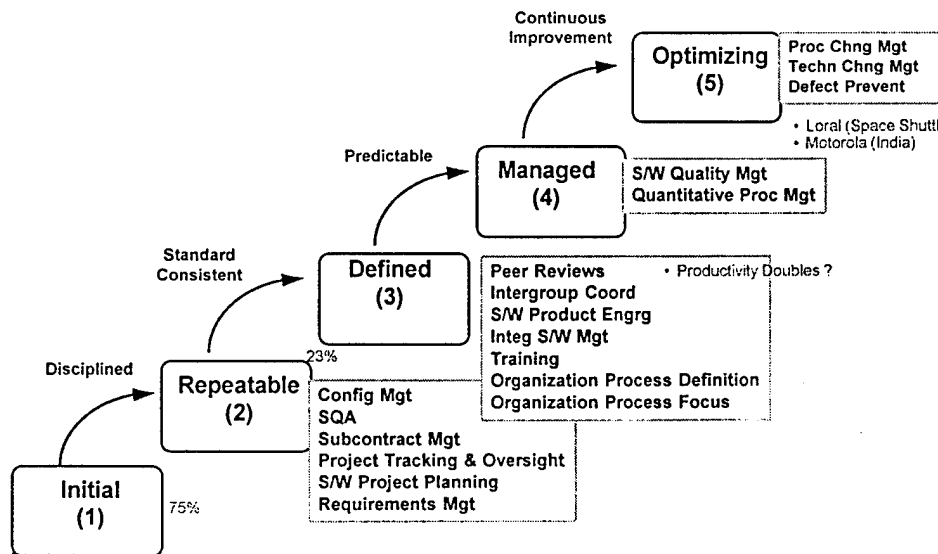 Continuous
Improvement
Optimizing
(5)
Proc Chng Mgt
Techn Chng Mgt
Defect Prevent
• Loral (Space Shuttl
• Motorola (India)
Predictable
Managed
(4)
S/W Quality Mgt
Quantitative Proc Mgt
Standard
Consistent
Defined
(3)
Peer Reviews
• Productivity Doubles ?
Intergroup Coord
S/W Product Engrg
Integ S/W Mgt
Training
Organization Process Definition
Organization Process Focus
Disciplined
Repeatable
(2)
23%
Config Mgt
SQA
Subcontract Mgt
Project Tracking & Oversight
S/W Project Planning
Requirements Mgt
Initial
(1)
75%